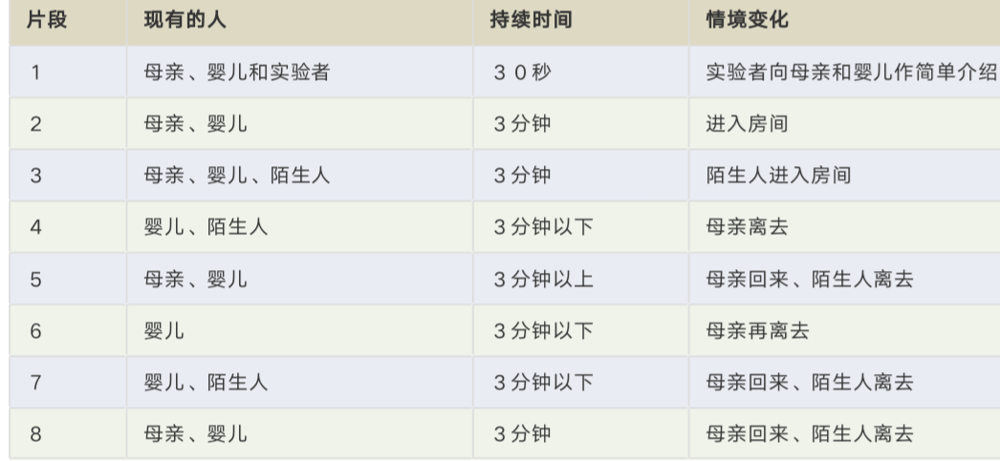 片段 现有的人 持续时间 情境变化
1 母亲、婴儿和实验者 30秒 实验者向母亲和婴儿作简单介绍
2 母亲、婴儿 3分钟 进入房间
3 母亲、婴儿、陌生人 3分钟 陌生人进入房间
4 婴儿、陌生人 3分钟以下 母亲离去
5 母亲、婴儿 3分钟以上 母亲回来、陌生人离去
6 婴儿 3分钟以下 母亲再离去
7 婴儿、陌生人 3分钟以下 母亲回来、陌生人离去
8 母亲、婴儿 3分钟 母亲回来、陌生人离去